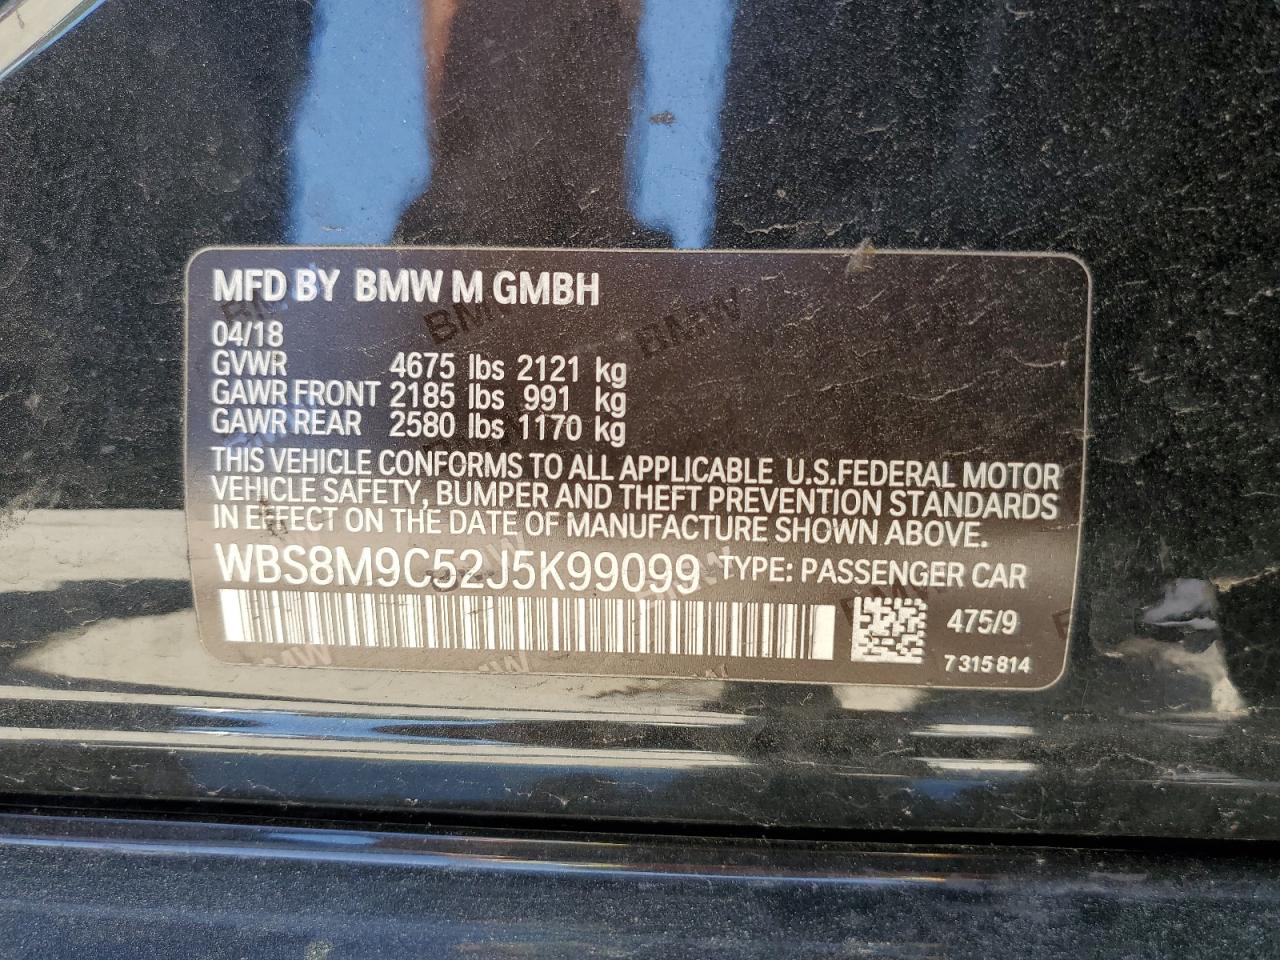 MFD BY BMW M GMBH
04/18
GVWR 4675 lbs 2121 kg
GAWR FRONT 2185 lbs 991 kg
GAWR REAR 2580 lbs 1170 kg
THIS VEHICLE CONFORMS TO ALL APPLICABLE U.S.FEDERAL MOTOR
VEHICLE SAFETY, BUMPER AND THEFT PREVENTION STANDARDS
IN EFFECT ON THE DATE OF MANUFACTURE SHOWN ABOVE.
WBS8M9C52J5K99099 TYPE: PASSENGER CAR
475/9
7 315 814